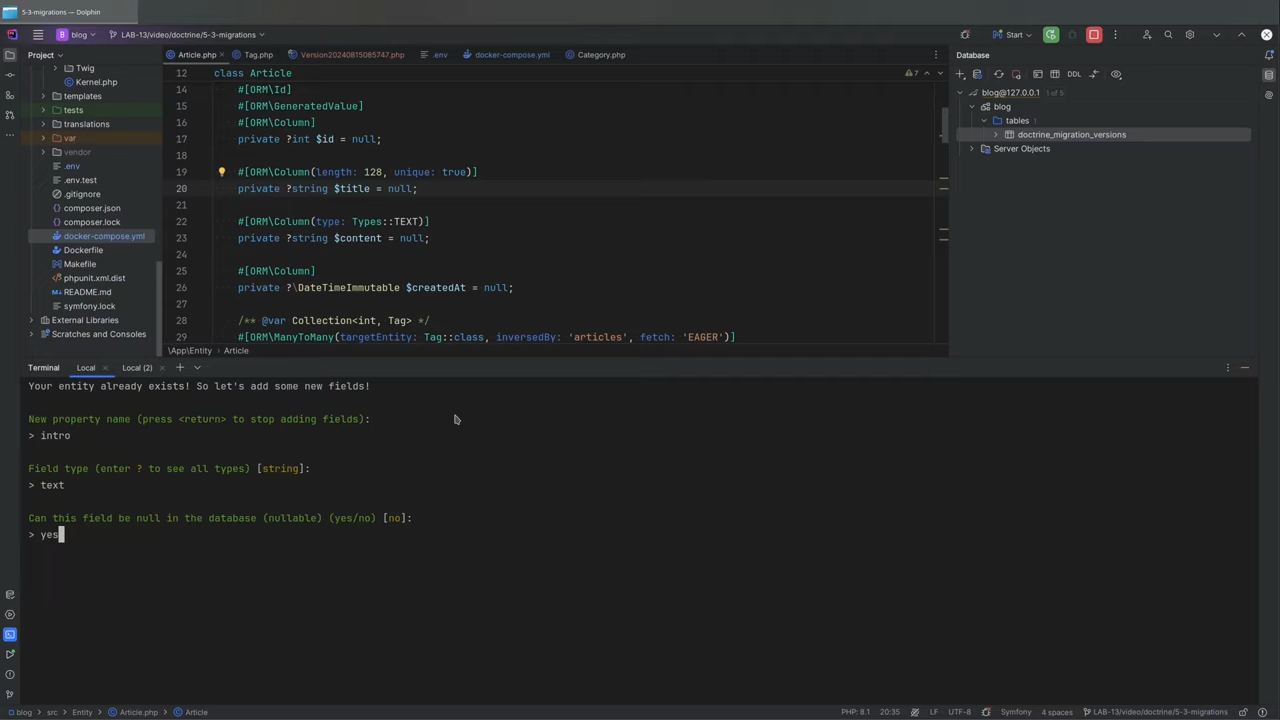 5-3-migrations — Dolphin
B blog
LAB-13/video/doctrine/5-3-migrations
Start
Project
Article.php
Tag.php
Version20240815085747.php
.env
docker-compose.yml
Category.php
Database
DDL
Twig
Kernel.php
templates
tests
translations
var
vendor
.env
.env.test
.gitignore
composer.json
composer.lock
docker-compose.yml
Dockerfile
Makefile
phpunit.xml.dist
README.md
symfony.lock
External Libraries
Scratches and Consoles
12 class Article
7
14 #[ORM\Id]
15 #[ORM\GeneratedValue]
16 #[ORM\Column]
17 private ?int $id = null;
18
19 #[ORM\Column(length: 128, unique: true)]
20 private ?string $title = null;
21
22 #[ORM\Column(type: Types::TEXT)]
23 private ?string $content = null;
24
25 #[ORM\Column]
26 private ?\DateTimeImmutable $createdAt = null;
27
28 /** @var Collection<int, Tag> */
29 #[ORM\ManyToMany(targetEntity: Tag::class, inversedBy: 'articles', fetch: 'EAGER')]
\App\Entity Article
blog@127.0.0.1 1 of 5
blog
tables 1
doctrine_migration_versions
Server Objects
Terminal
Local
Local (2)
Your entity already exists! So let's add some new fields!
New property name (press <return> to stop adding fields):
> intro
Field type (enter ? to see all types) [string]:
> text
Can this field be null in the database (nullable) (yes/no) [no]:
> yes
blog
src
Entity
Article.php
Article
PHP: 8.1
20:35
LF
UTF-8
Symfony
4 spaces
LAB-13/video/doctrine/5-3-migrations